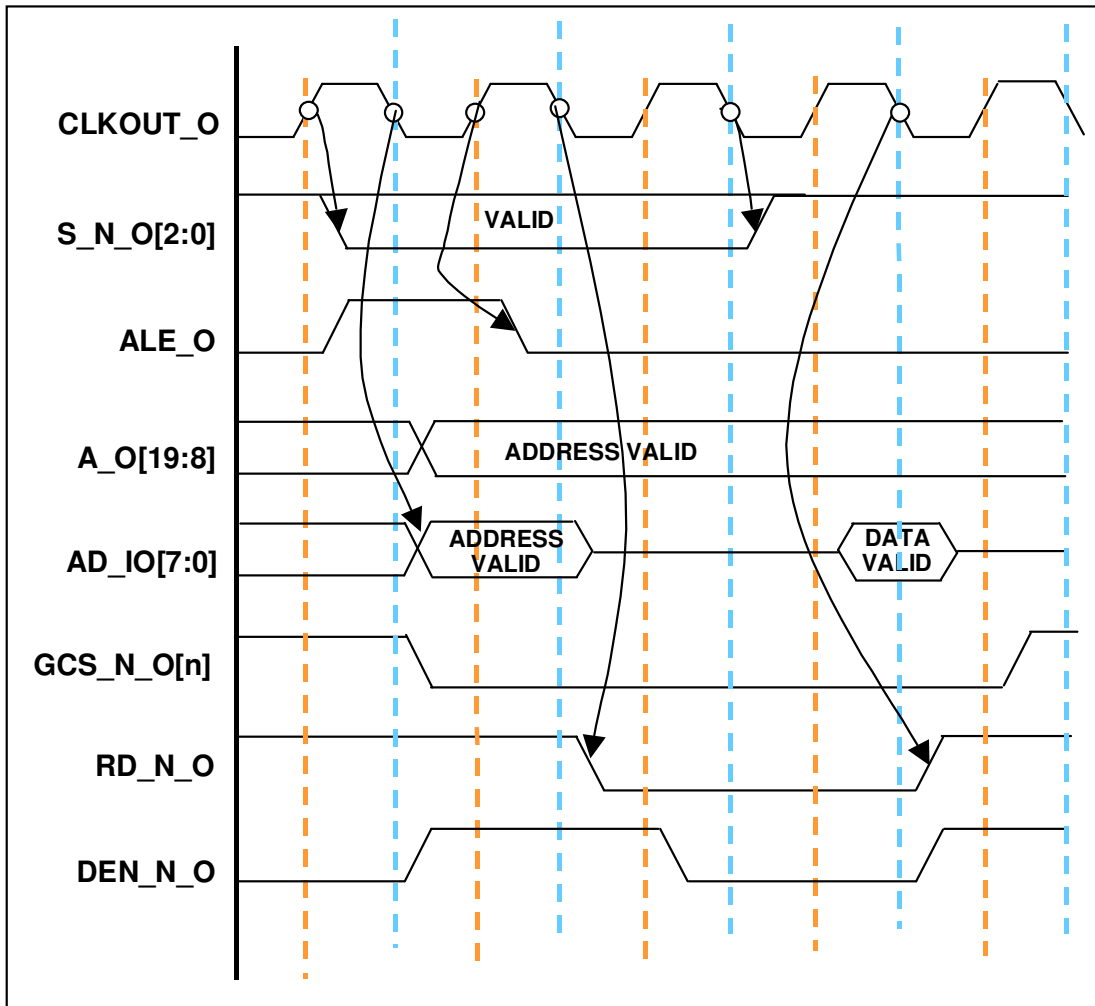 CLKOUT_O
S_N_O[2:0]
VALID
ALE_O
A_O[19:8]
ADDRESS VALID
AD_IO[7:0]
ADDRESS
VALID
DATA
VALID
GCS_N_O[n]
RD_N_O
DEN_N_O